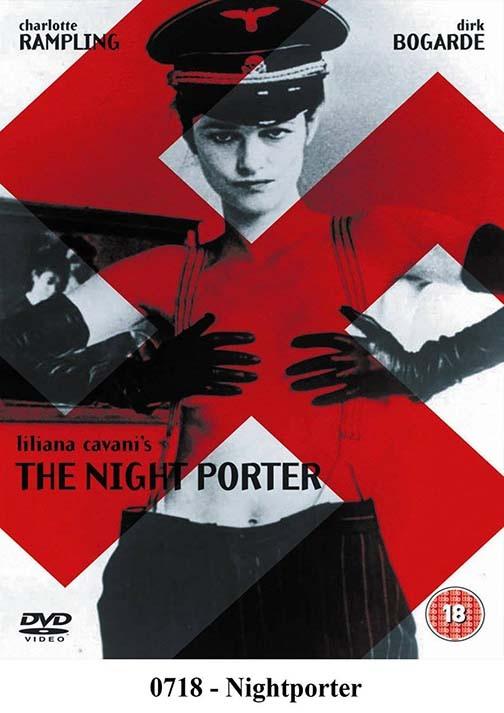 charlotte
RAMPLING
dirk
BOGARDE
liliana cavani's
THE NIGHT PORTER
DVD
VIDEO
18
0718 - Nightporter